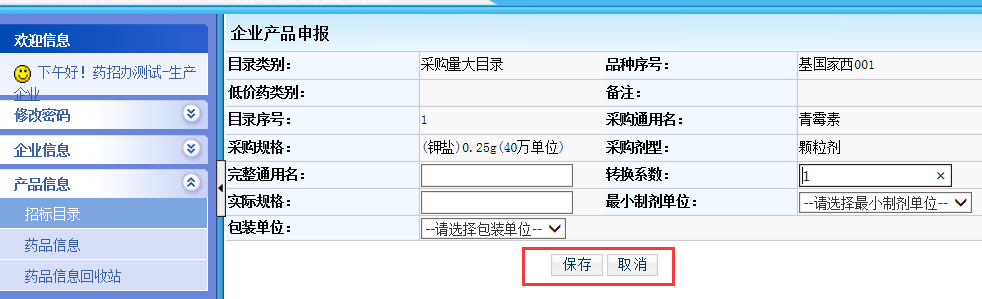 欢迎信息
下午好！药招办测试-生产
企业
修改密码
企业信息
产品信息
招标目录
药品信息
药品信息回收站
企业产品申报
目录类别： 采购量大目录 品种序号： 基国家西001
低价药类别： 备注：
目录序号： 1 采购通用名： 青霉素
采购规格： (钾盐)0.25g(40万单位) 采购剂型： 颗粒剂
完整通用名： 转换系数： 1 ×
实际规格： 最小制剂单位： --请选择最小制剂单位--
包装单位： --请选择包装单位--
保存 取消